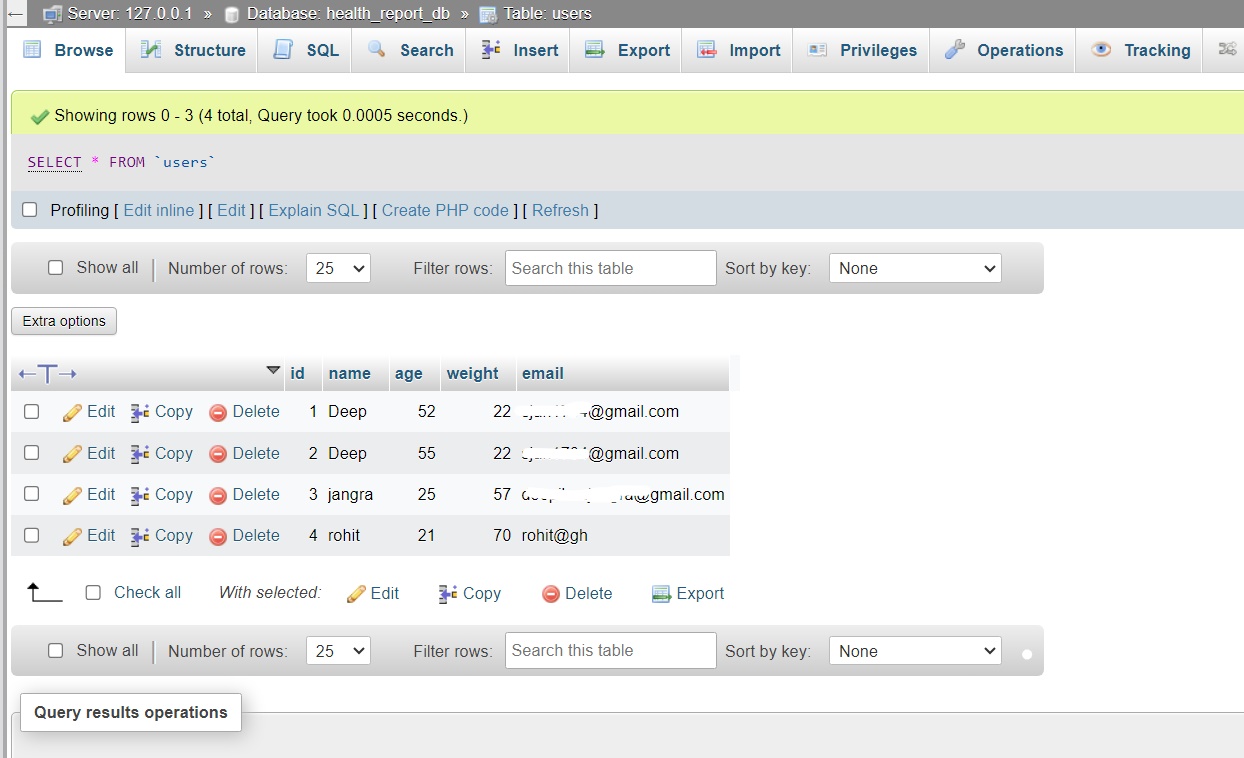 Server: 127.0.0.1 » Database: health_report_db » Table: users
Browse Structure SQL Search Insert Export Import Privileges Operations Tracking
Showing rows 0 - 3 (4 total, Query took 0.0005 seconds.)
SELECT * FROM `users`
Profiling [ Edit inline ] [ Edit ] [ Explain SQL ] [ Create PHP code ] [ Refresh ]
Show all Number of rows: 25 Filter rows: Search this table Sort by key: None
Extra options
id name age weight email
Edit Copy Delete 1 Deep 52 22 @gmail.com
Edit Copy Delete 2 Deep 55 22 @gmail.com
Edit Copy Delete 3 jangra 25 57 @gmail.com
Edit Copy Delete 4 rohit 21 70 rohit@gh
Check all With selected: Edit Copy Delete Export
Show all Number of rows: 25 Filter rows: Search this table Sort by key: None
Query results operations